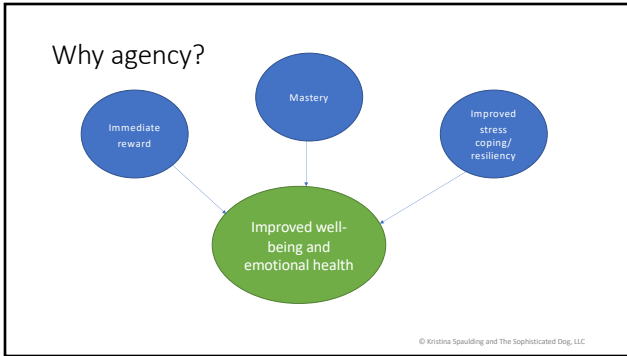 Why agency?
Mastery
Immediate
reward
Improved
stress
coping/
resiliency
Improved well-
being and
emotional health
© Kristina Spaulding and The Sophisticated Dog, LLC